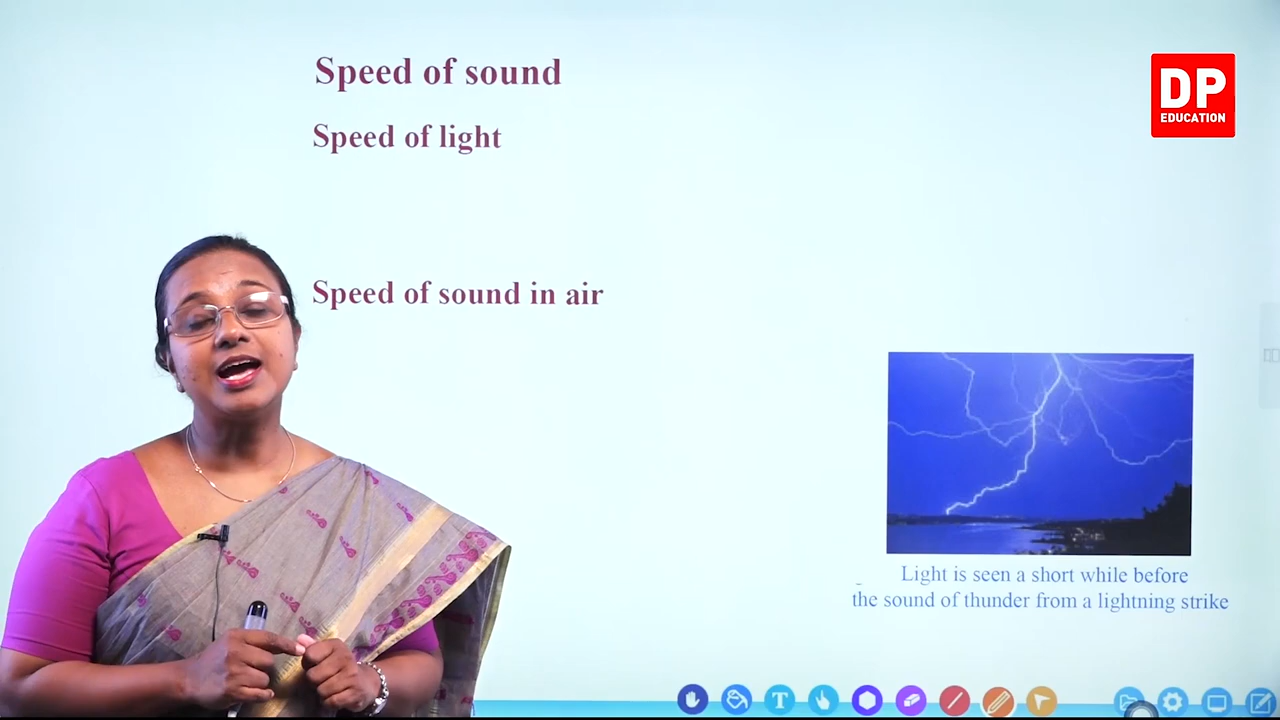 Speed of sound
DP
EDUCATION
Speed of light
Speed of sound in air
Light is seen a short while before
the sound of thunder from a lightning strike